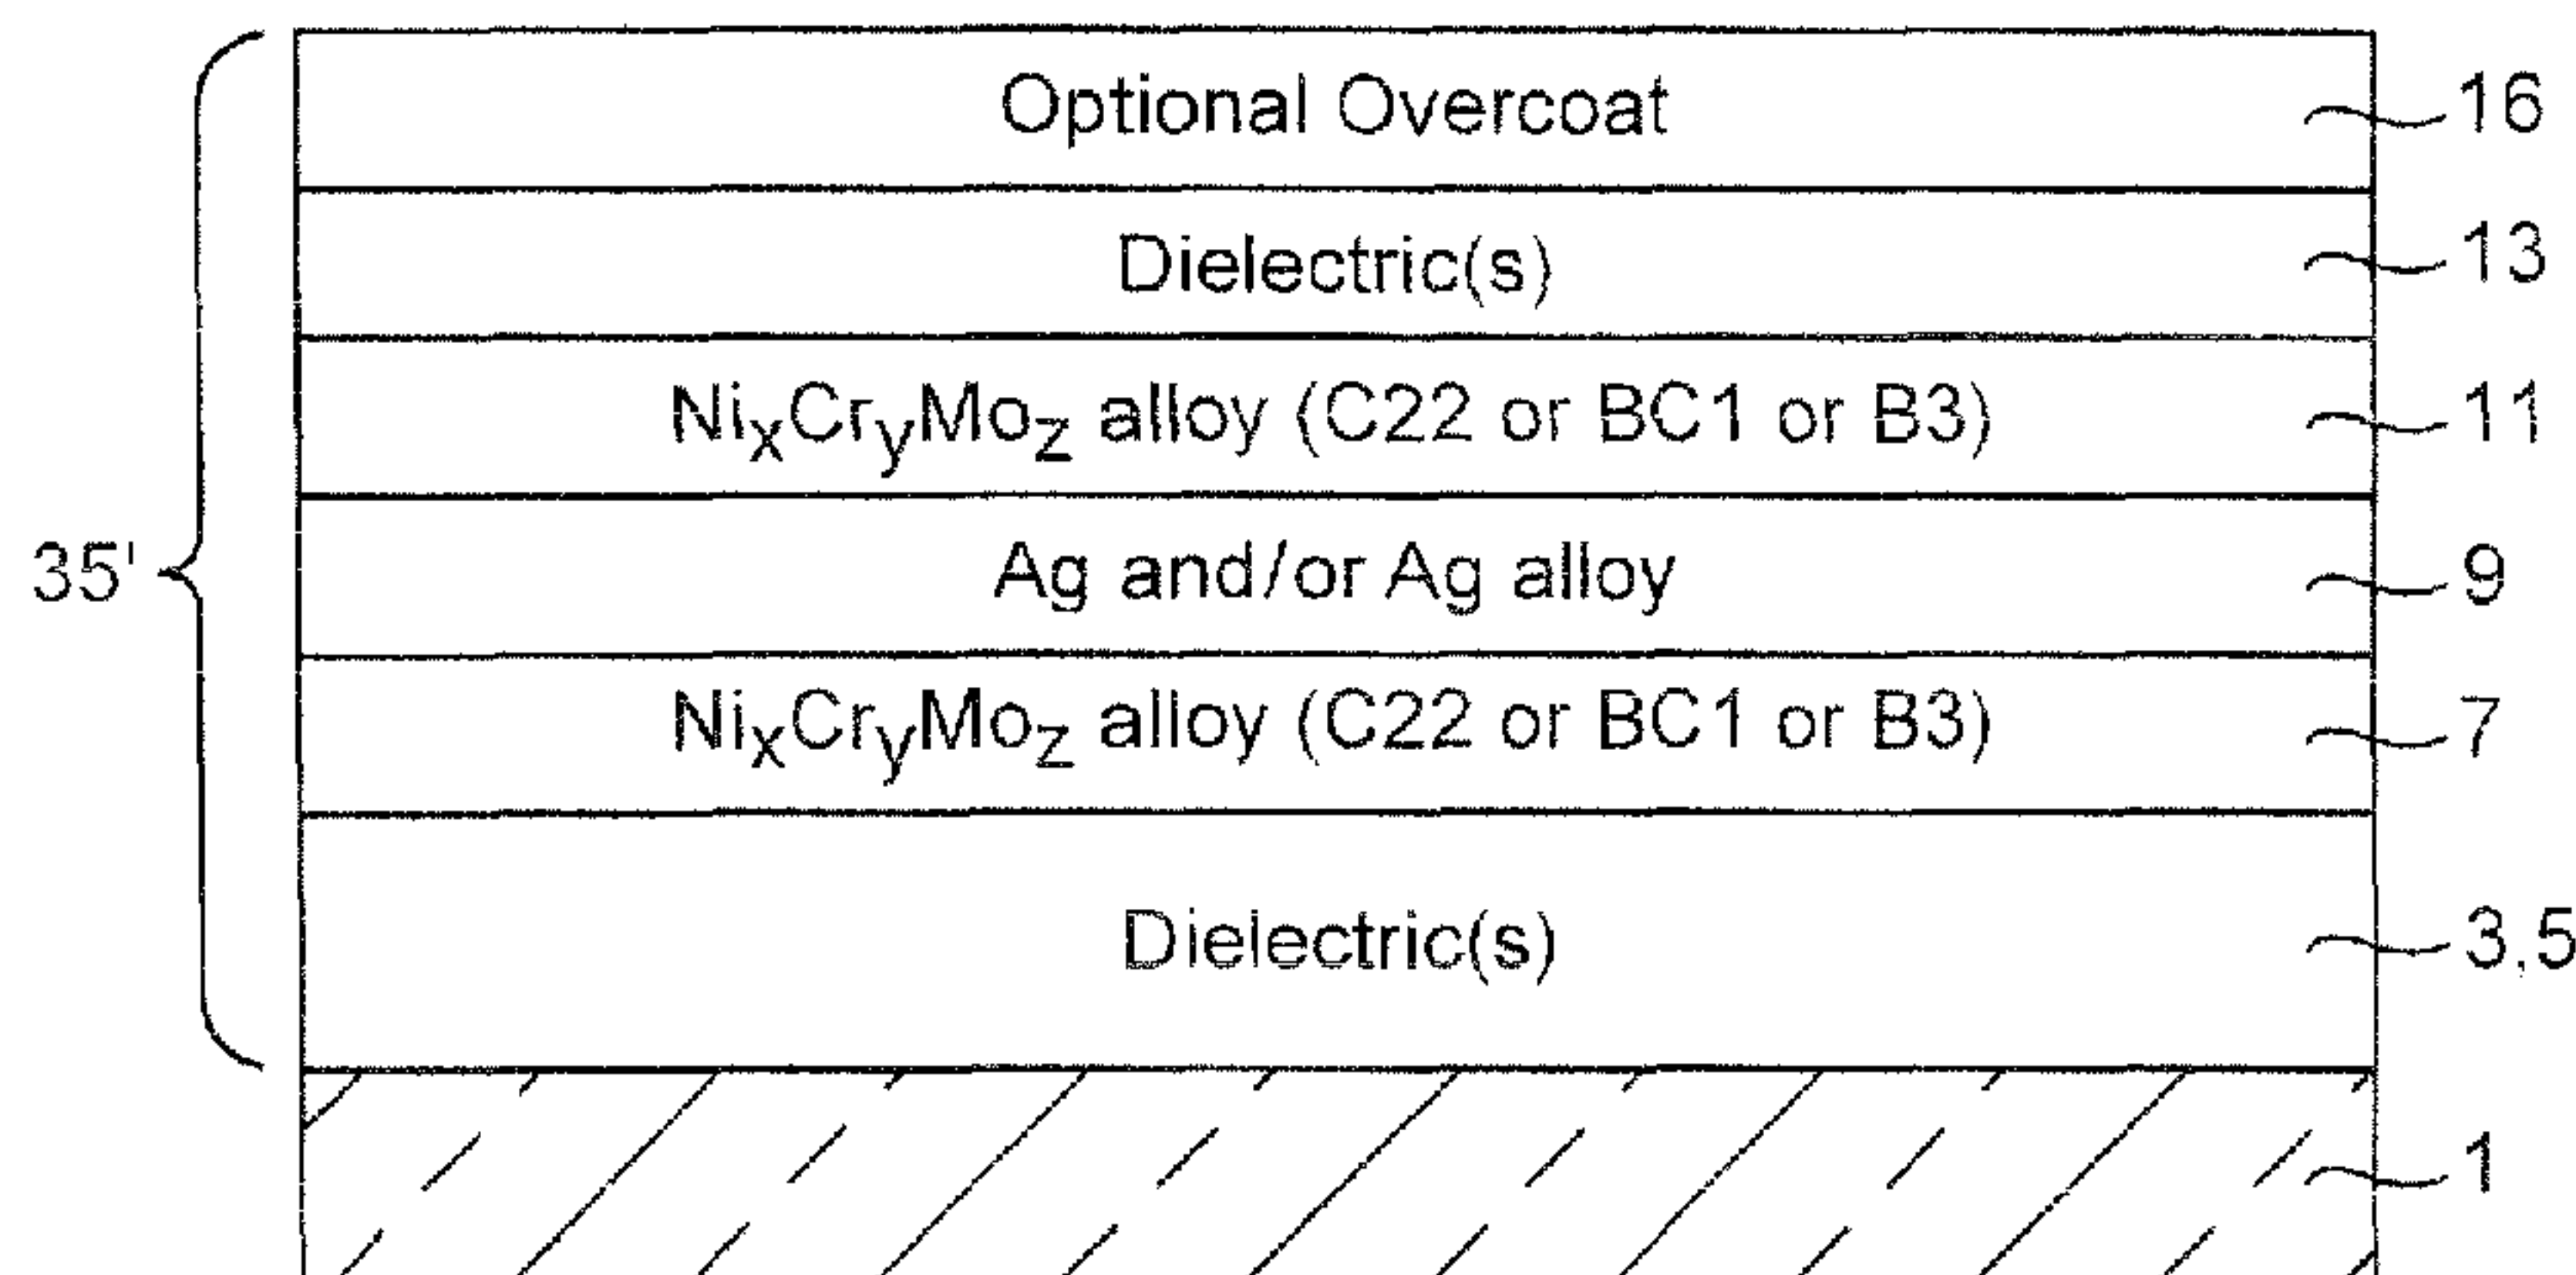 Optional Overcoat 16
Dielectric(s) 13
NixCryMoz alloy (C22 or BC1 or B3) 11
35' Ag and/or Ag alloy 9
NixCryMoz alloy (C22 or BC1 or B3) 7
Dielectric(s) 3,5
1